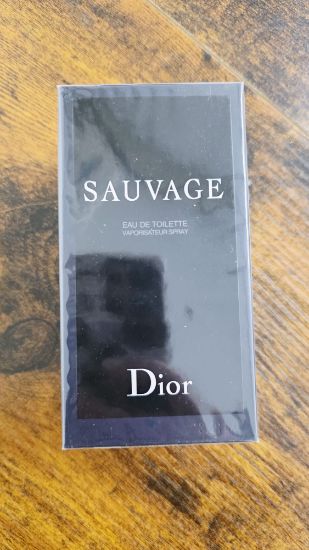 SAUVAGE
EAU DE TOILETTE
VAPORISATEUR SPRAY
Dior